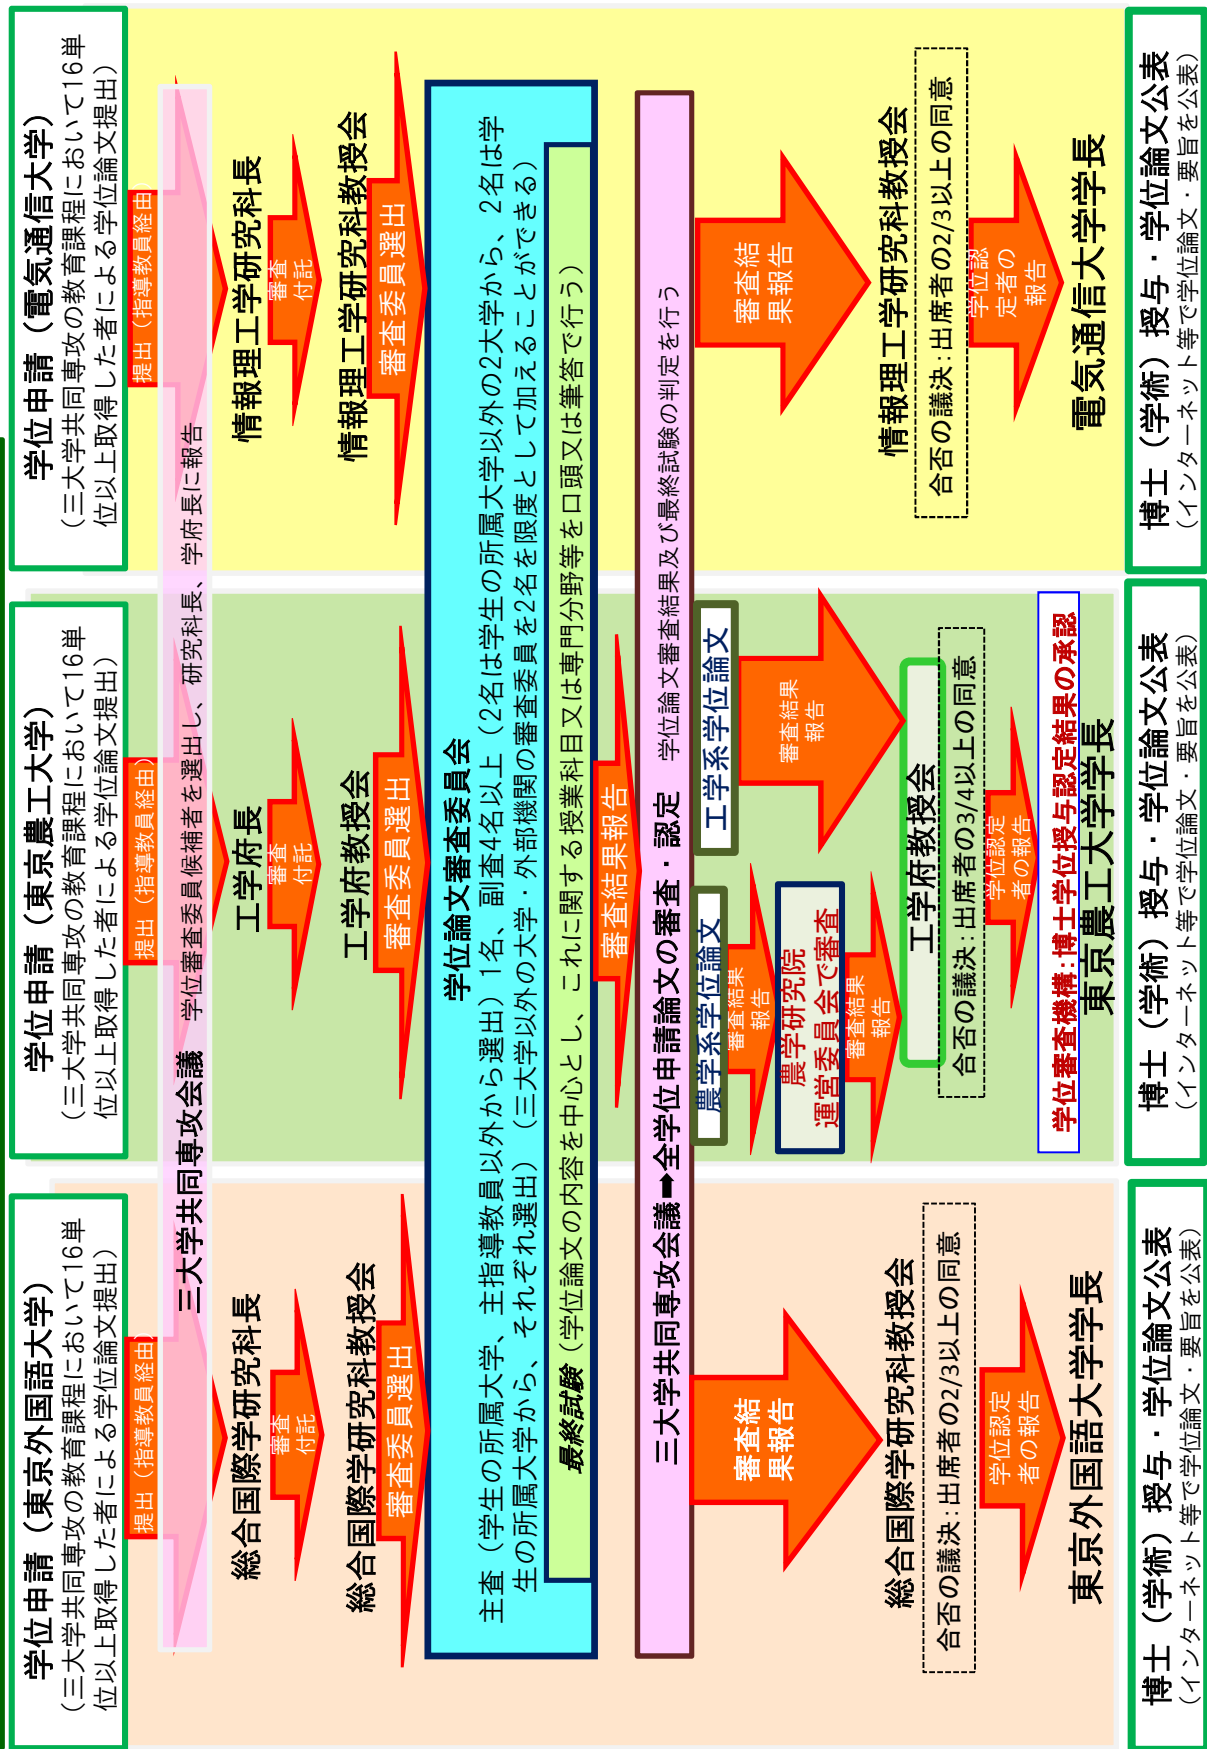 学位申請（東京外国語大学）
（三大学共同専攻の教育課程において16単
位以上取得した者による学位論文提出）
学位申請（東京農工大学）
（三大学共同専攻の教育課程において16単
位以上取得した者による学位論文提出）
学位申請（電気通信大学）
（三大学共同専攻の教育課程において16単
位以上取得した者による学位論文提出）
提出（指導教員経由）
提出（指導教員経由）
提出（指導教員経由
三大学共同専攻会議　学位審査委員候補者を選出し、研究科長、学府長に報告
総合国際学研究科長
工学府長
情報理工学研究科長
審査
付託
審査
付託
審査
付託
総合国際学研究科教授会
工学府教授会
情報理工学研究科教授会
審査委員選出
審査委員選出
審査委員選出
学位論文審査委員会
主査（学生の所属大学、主指導教員以外から選出）1名、副査4名以上（2名は学生の所属大学以外の2大学から、2名は学
生の所属大学から、それぞれ選出）（三大学以外の大学・外部機関の審査委員を2名を限度として加えることができる）
最終試験（学位論文の内容を中心とし、これに関する授業科目又は専門分野等を口頭又は筆答で行う）
審査結果報告
三大学共同専攻会議➡全学位申請論文の審査・認定　学位論文審査結果及び最終試験の判定を行う
審査結
果報告
農学系学位論文
工学系学位論文
審査結果
報告
農学研究院
運営委員会で審査
審査結果
報告
審査結果
報告
審査結
果報告
総合国際学研究科教授会
合否の議決：出席者の2/3以上の同意
工学府教授会
合否の議決：出席者の3/4以上の同意
情報理工学研究科教授会
合否の議決：出席者の2/3以上の同意
学位認定
者の報告
学位認定
者の報告
学位認
定者の
報告
学位審査機構：博士学位授与認定結果の承認
東京外国語大学学長
東京農工大学学長
電気通信大学学長
博士（学術）授与・学位論文公表
（インターネット等で学位論文・要旨を公表）
博士（学術）授与・学位論文公表
（インターネット等で学位論文・要旨を公表）
博士（学術）授与・学位論文公表
（インターネット等で学位論文・要旨を公表）